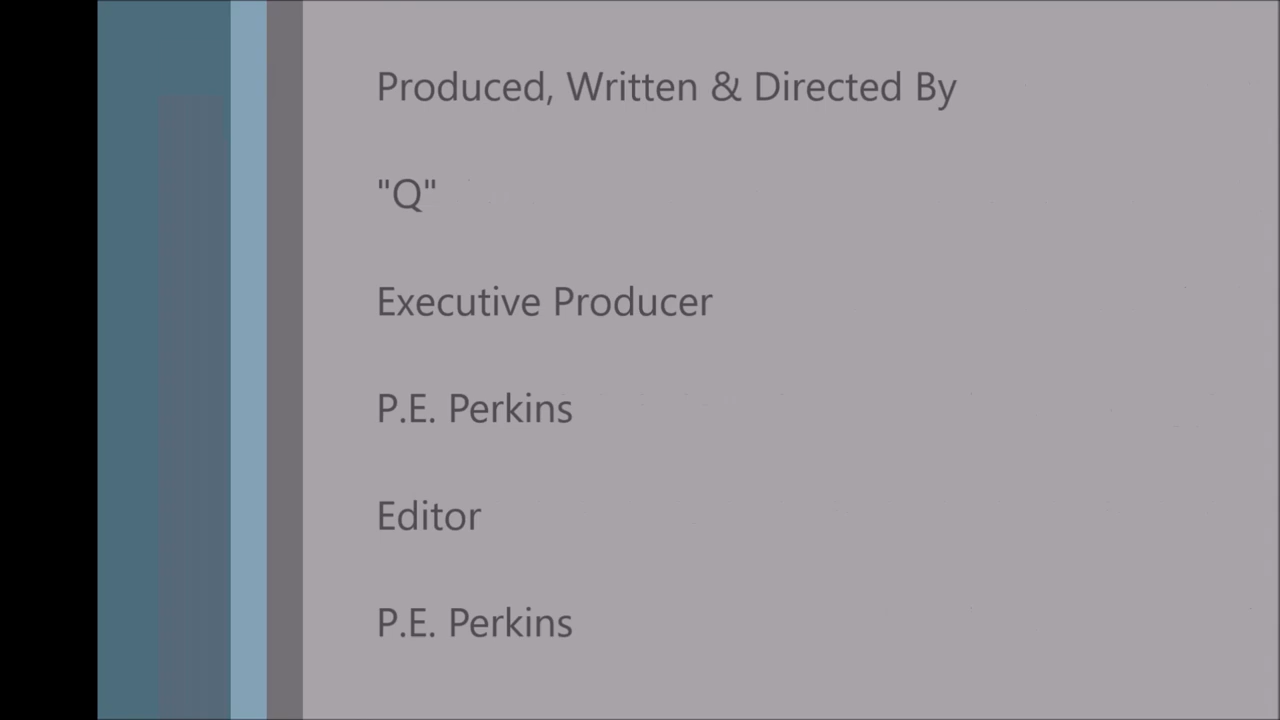 Produced, Written & Directed By
"Q"
Executive Producer
P.E. Perkins
Editor
P.E. Perkins